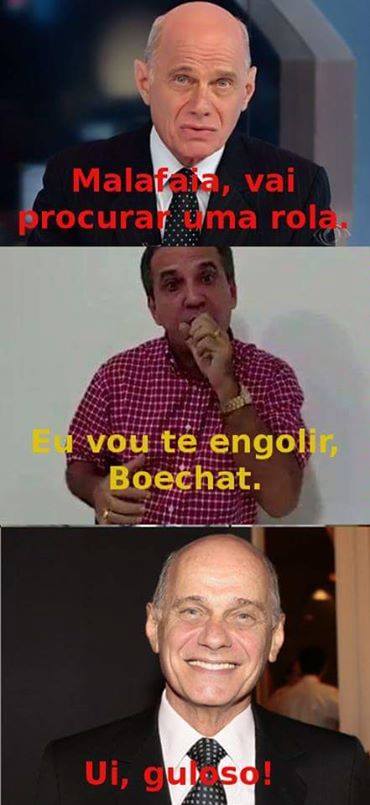 Malafaia, vai
procurar uma rola.
Eu vou te engolir,
Boechat.
Ui, guloso!